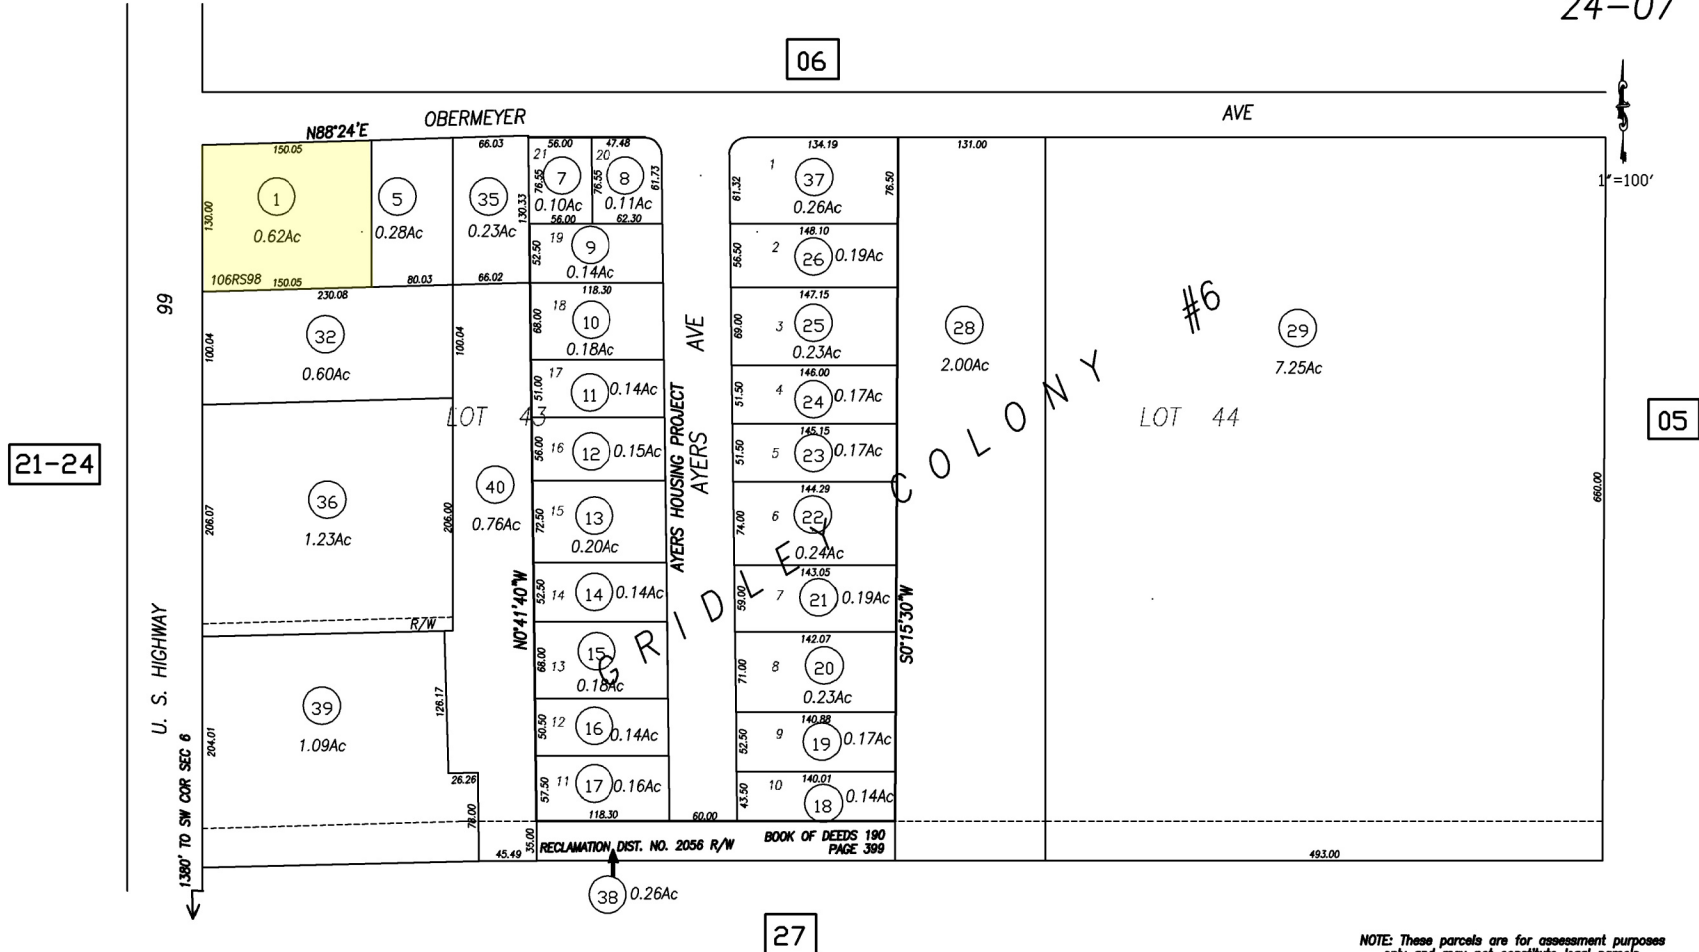 24-07
06
OBERMEYER
AVE
N88°24'E
150.05
66.03
56.00
47.48
134.19
131.00
1"=100'
130.00
1
0.62Ac
106RS98
150.05
5
0.28Ac
80.03
35
0.23Ac
130.33
66.02
21
76.55
7
0.10Ac
56.00
20
76.55
8
0.11Ac
61.73
62.30
19
52.50
9
0.14Ac
118.30
230.08
100.04
32
0.60Ac
100.04
18
68.00
10
0.18Ac
17
51.00
11
0.14Ac
16
56.00
12
0.15Ac
15
72.50
13
0.20Ac
14
52.50
14
0.14Ac
13
68.00
15
0.18Ac
12
50.50
16
0.14Ac
11
57.50
17
0.16Ac
118.30
60.00
LOT 43
206.07
36
1.23Ac
206.00
40
0.76Ac
R/W
N0°41'40"W
204.01
39
1.09Ac
126.17
26.26
78.00
45.49
35.00
AYERS HOUSING PROJECT
AYERS AVE
1
61.32
37
0.26Ac
76.50
148.10
2
56.50
26
0.19Ac
147.15
3
69.00
25
0.23Ac
146.00
4
51.50
24
0.17Ac
145.15
5
51.50
23
0.17Ac
144.29
6
74.00
22
0.24Ac
143.05
7
59.00
21
0.19Ac
142.07
8
71.00
20
0.23Ac
140.88
9
52.50
19
0.17Ac
140.01
10
43.50
18
0.14Ac
S0°15'30"W
28
2.00Ac
29
7.25Ac
LOT 44
GRIDLEY COLONY #6
660.00
493.00
05
21-24
U. S. HIGHWAY 99
1380' TO SW COR SEC 6
RECLAMATION DIST. NO. 2056 R/W
BOOK OF DEEDS 190
PAGE 399
38
0.26Ac
27
NOTE: These parcels are for assessment purposes
only and may not constitute legal parcels.